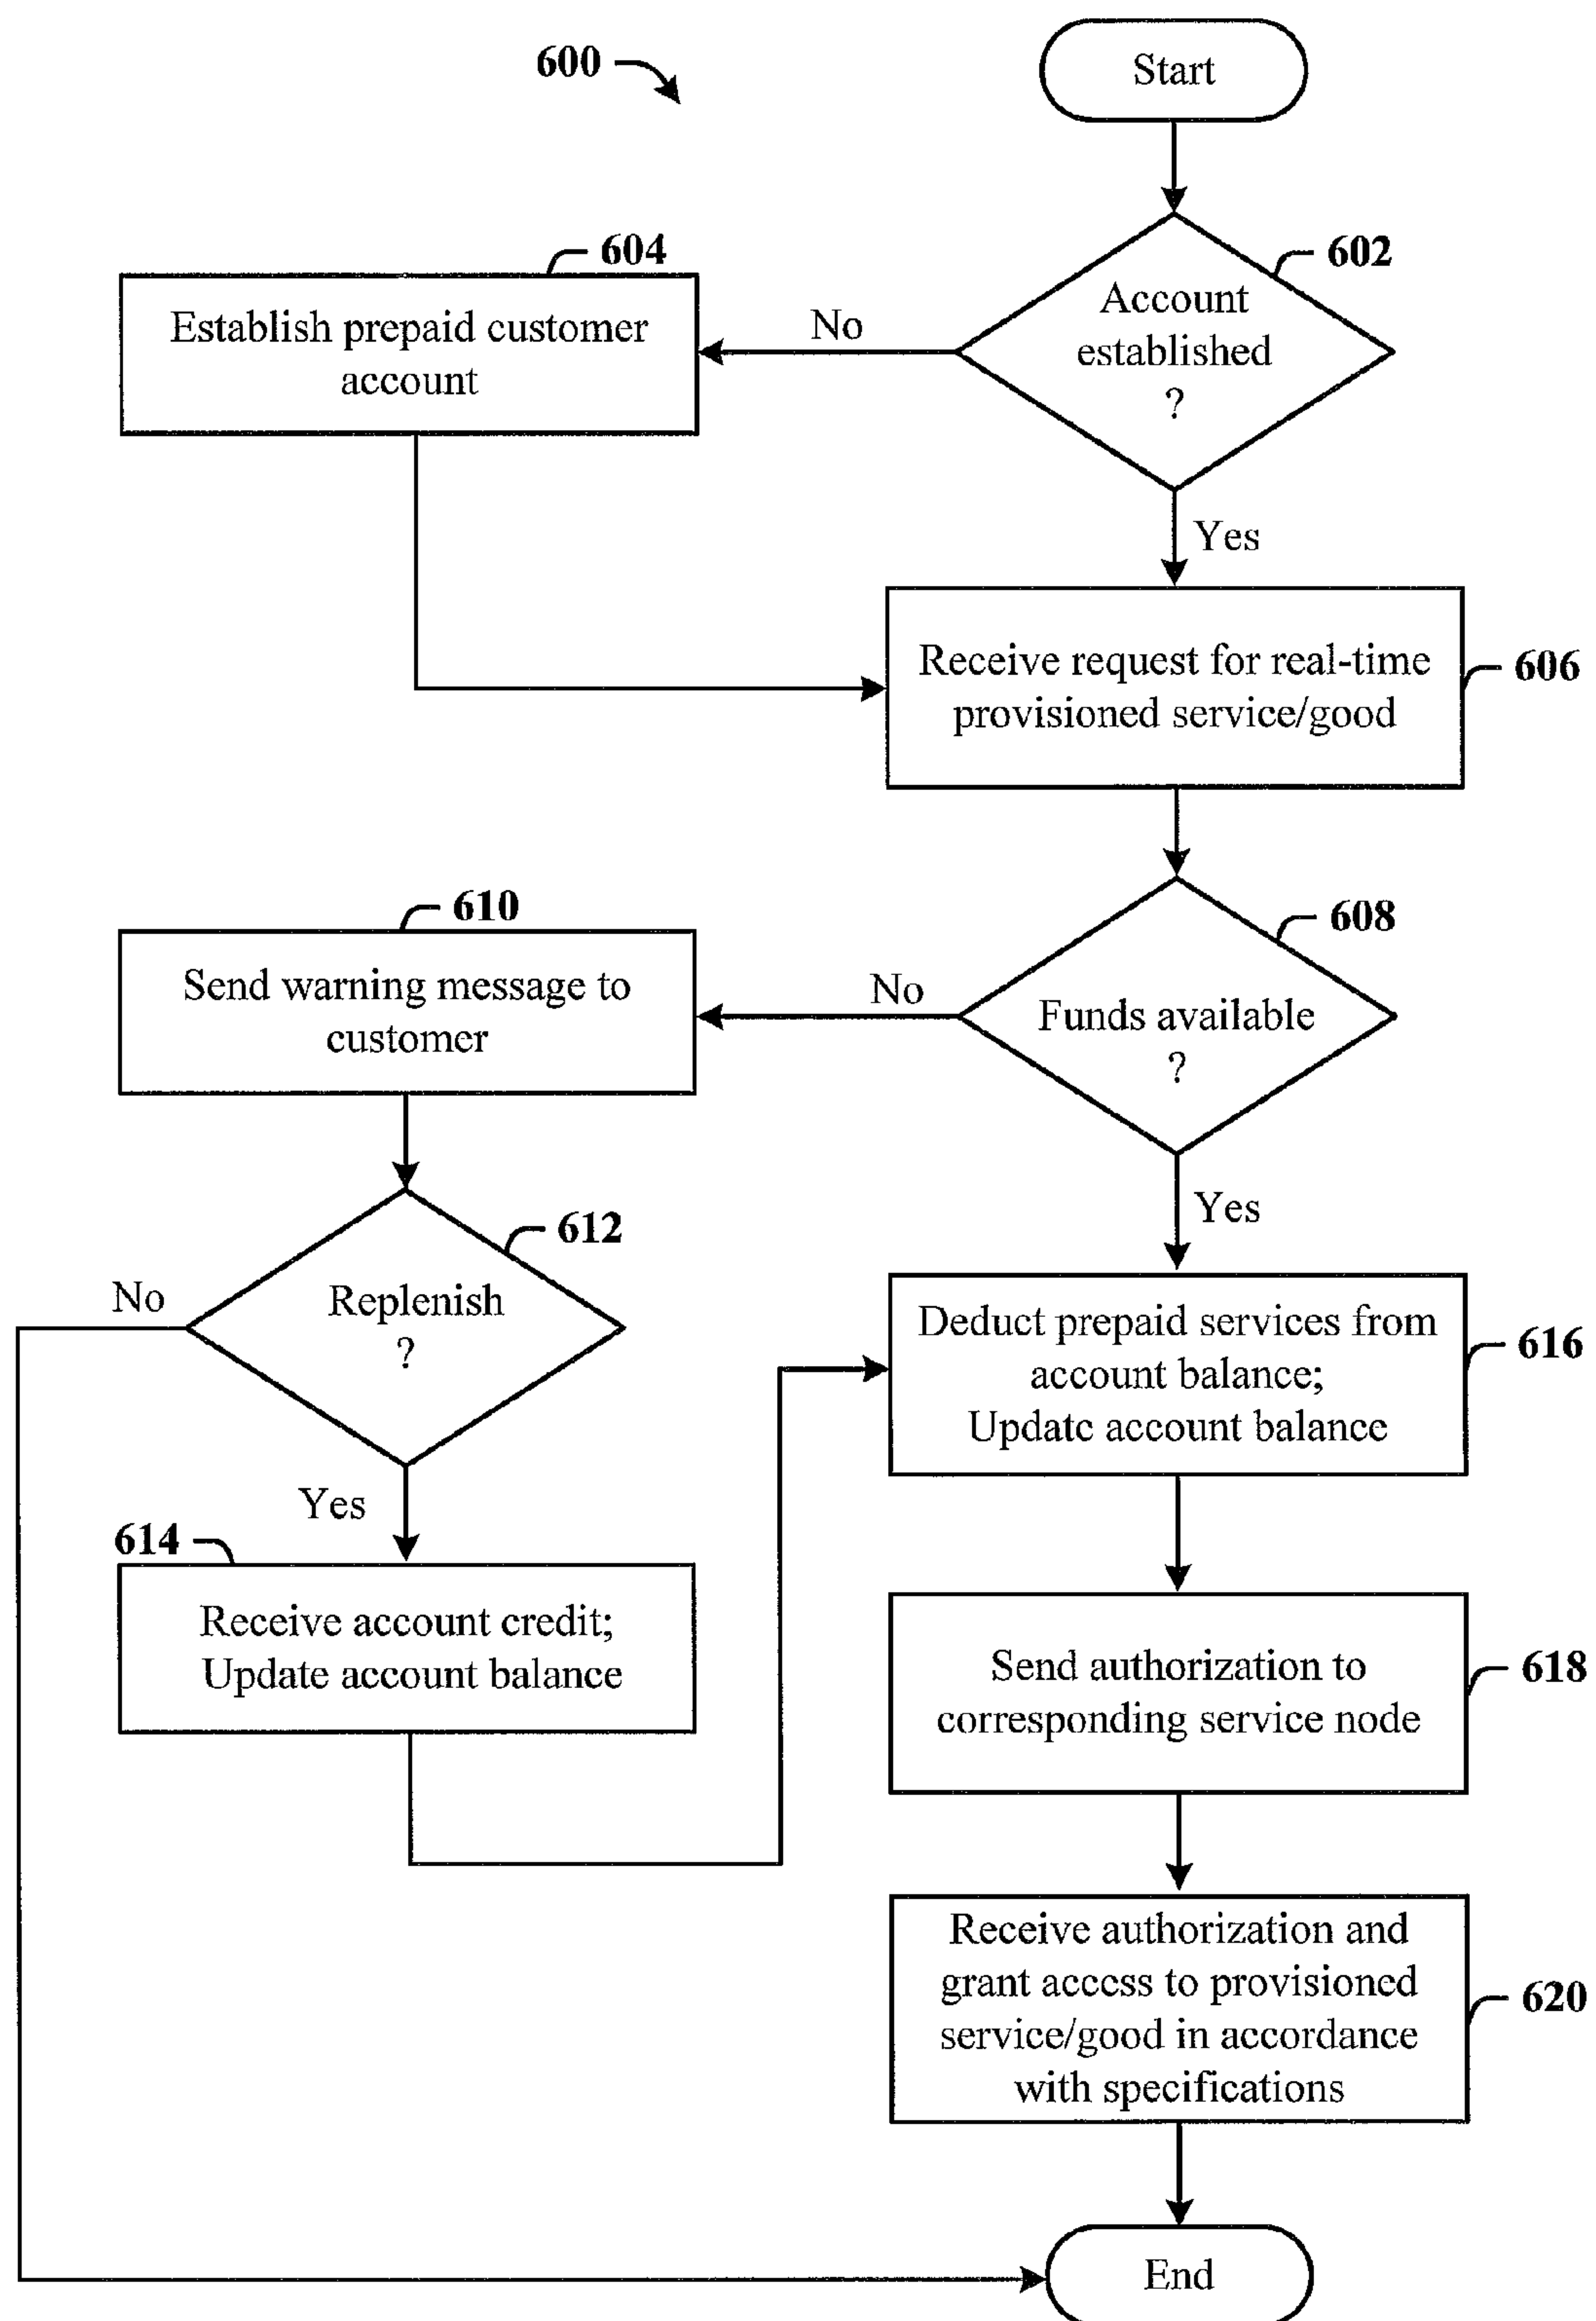 600
Start
604
602
Establish prepaid customer
account
No
Account
established
?
Yes
Receive request for real-time
provisioned service/good
606
610
608
Send warning message to
customer
No
Funds available
?
Yes
612
Replenish
?
No
Deduct prepaid services from
account balance;
Update account balance
616
Yes
614
Receive account credit;
Update account balance
Send authorization to
corresponding service node
618
Receive authorization and
grant access to provisioned
service/good in accordance
with specifications
620
End